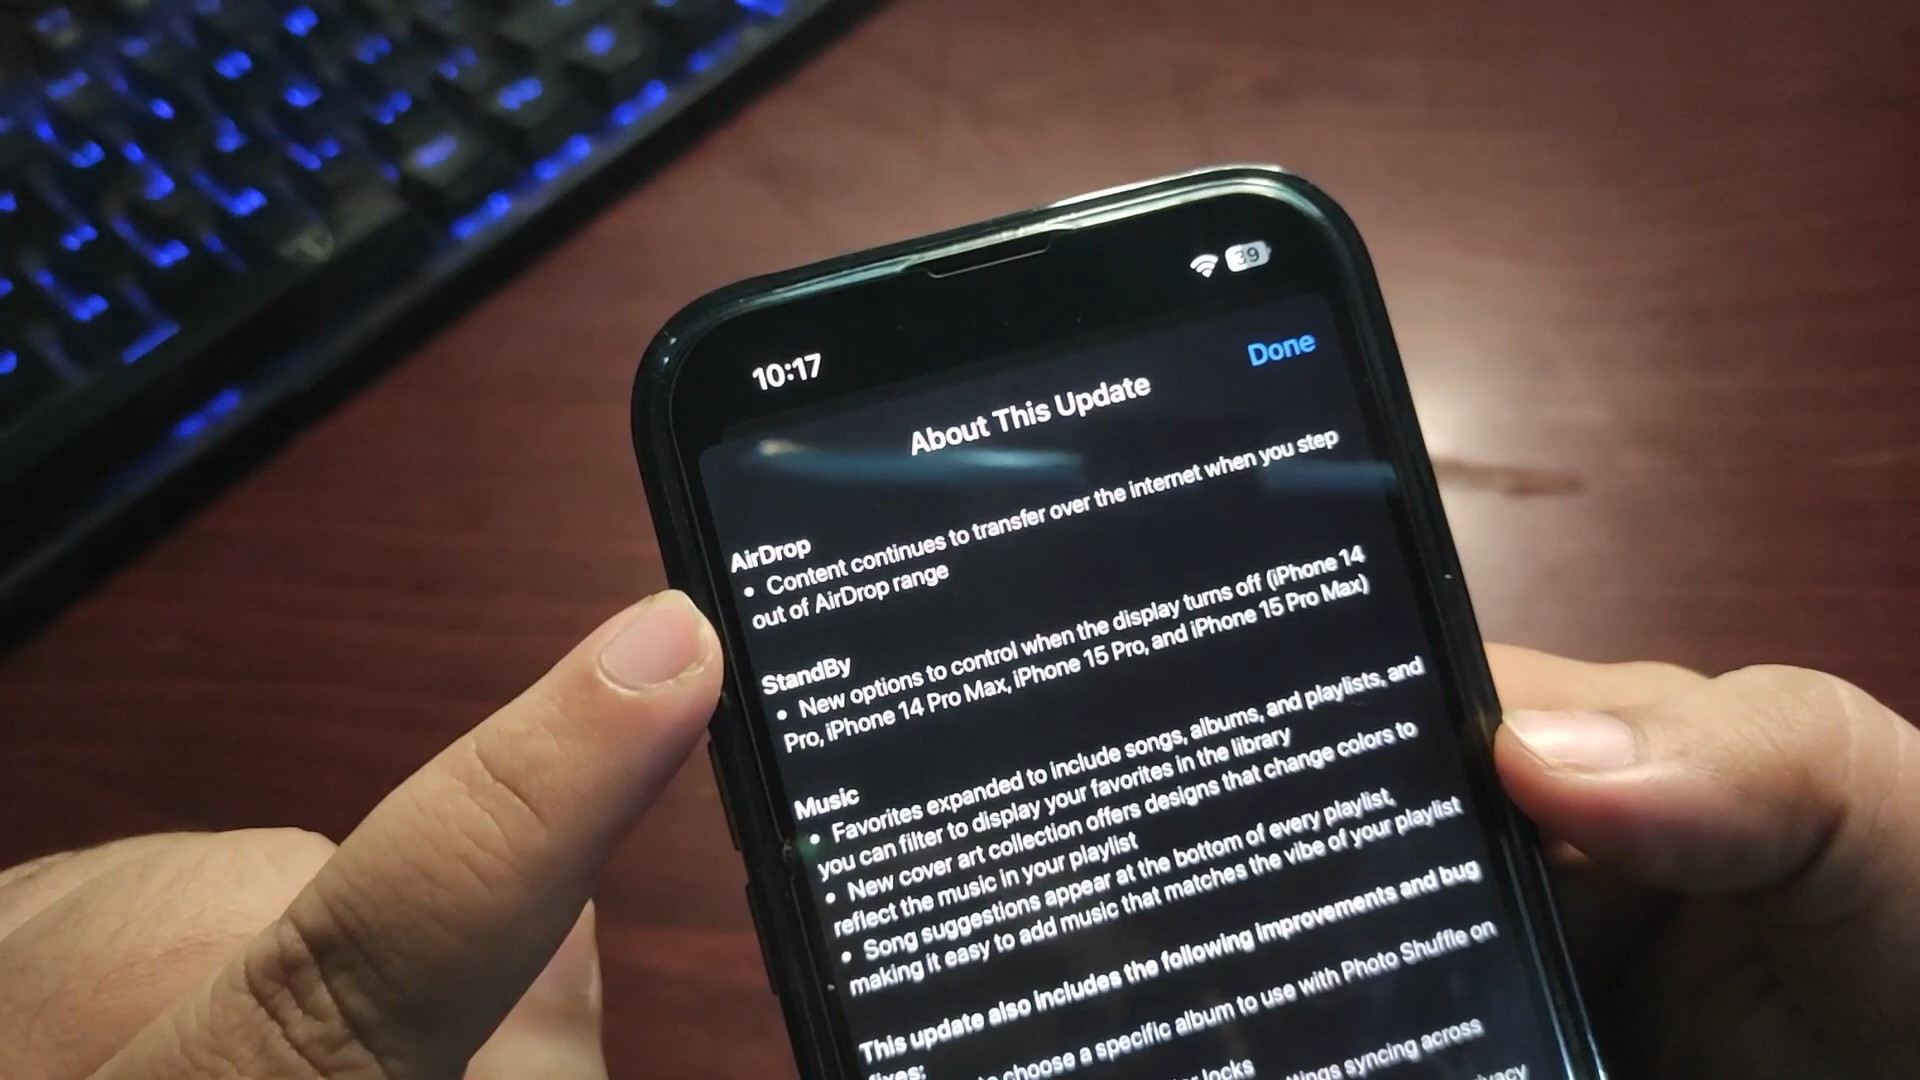 39
10:17
Done
About This Update
AirDrop
• Content continues to transfer over the internet when you step
out of AirDrop range
StandBy
• New options to control when the display turns off (iPhone 14
Pro, iPhone 14 Pro Max, iPhone 15 Pro, and iPhone 15 Pro Max)
Music
• Favorites expanded to include songs, albums, and playlists, and
you can filter to display your favorites in the library
• New cover art collection offers designs that change colors to
reflect the music in your playlist
• Song suggestions appear at the bottom of every playlist,
making it easy to add music that matches the vibe of your playlist
This update also includes the following improvements and bug
fixes:
choose a specific album to use with Photo Shuffle on
locks
syncing across